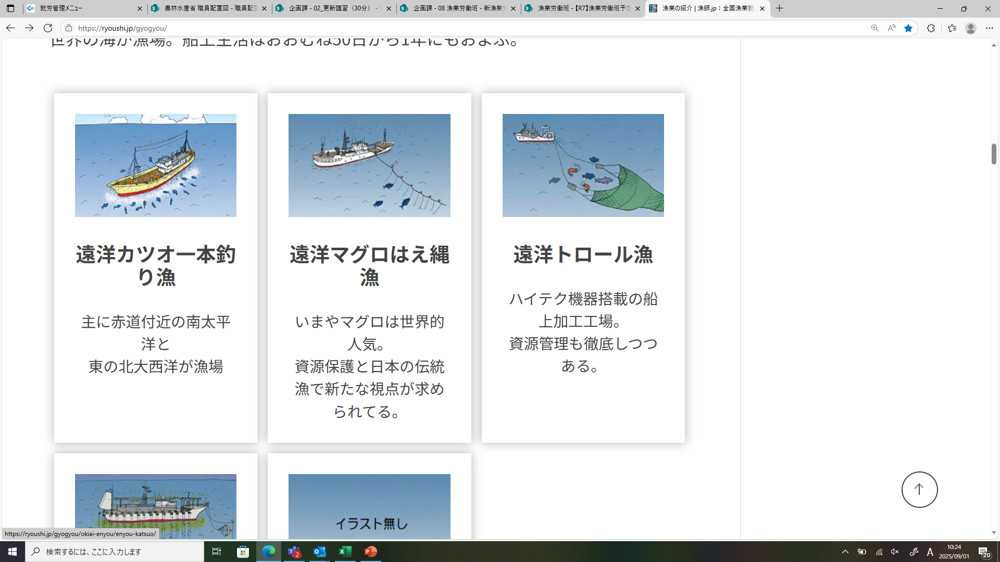 就労管理メニュー
農林水産省 職員配置図 - 職員配置
企画課 - 02_更新講習（30分） -
企画課 - 08 漁業労働班 - 新漁業労
漁業労働班 - 【R7】漁業労働班予定
漁業の紹介 | 漁師.jp：全国漁業就
https://ryoushi.jp/gyogyou/
世界の海が漁場。船上生活はおおむね50日から1年にもおよぶ。
遠洋カツオ一本釣
り漁
主に赤道付近の南太平
洋と
東の北大西洋が漁場
遠洋マグロはえ縄
漁
いまやマグロは世界的
人気。
資源保護と日本の伝統
漁で新たな視点が求め
られてる。
遠洋トロール漁
ハイテク機器搭載の船
上加工工場。
資源管理も徹底しつつ
ある。
イラスト無し
https://ryoushi.jp/gyogyou/okiai-enyou/enyou-katsuo/
検索するには、ここに入力します
2
A
10:24
2025/09/01
20